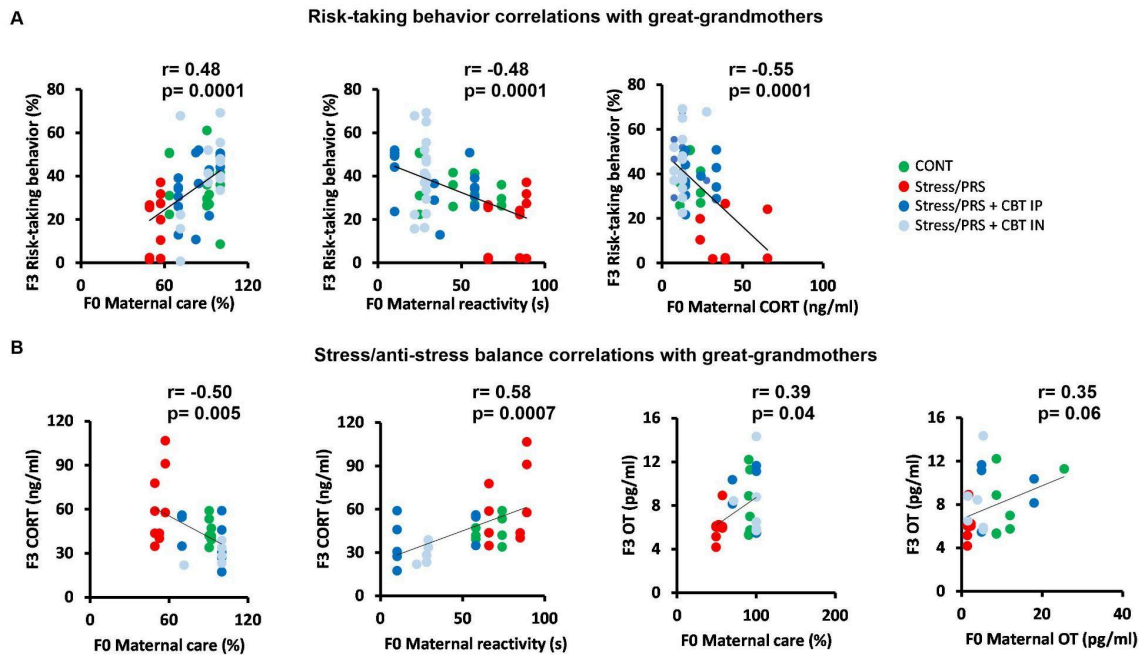 A
Risk-taking behavior correlations with great-grandmothers
r= 0.48
p= 0.0001
F3 Risk-taking behavior (%)
80
60
40
20
0
0
60
120
F0 Maternal care (%)
r= -0.48
p= 0.0001
F3 Risk-taking behavior (%)
80
60
40
20
0
0
50
100
F0 Maternal reactivity (s)
r= -0.55
p= 0.0001
F3 Risk-taking behavior (%)
80
60
40
20
0
0
50
100
F0 Maternal CORT (ng/ml)
CONT
Stress/PRS
Stress/PRS + CBT IP
Stress/PRS + CBT IN
B
Stress/anti-stress balance correlations with great-grandmothers
r= -0.50
p= 0.005
F3 CORT (ng/ml)
120
90
60
30
0
0
60
120
F0 Maternal care (%)
r= 0.58
p= 0.0007
F3 CORT (ng/ml)
120
90
60
30
0
0
50
100
F0 Maternal reactivity (s)
r= 0.39
p= 0.04
F3 OT (pg/ml)
16
12
8
4
0
0
100
200
F0 Maternal care (%)
r= 0.35
p= 0.06
F3 OT (pg/ml)
16
12
8
4
0
0
20
40
F0 Maternal OT (pg/ml)